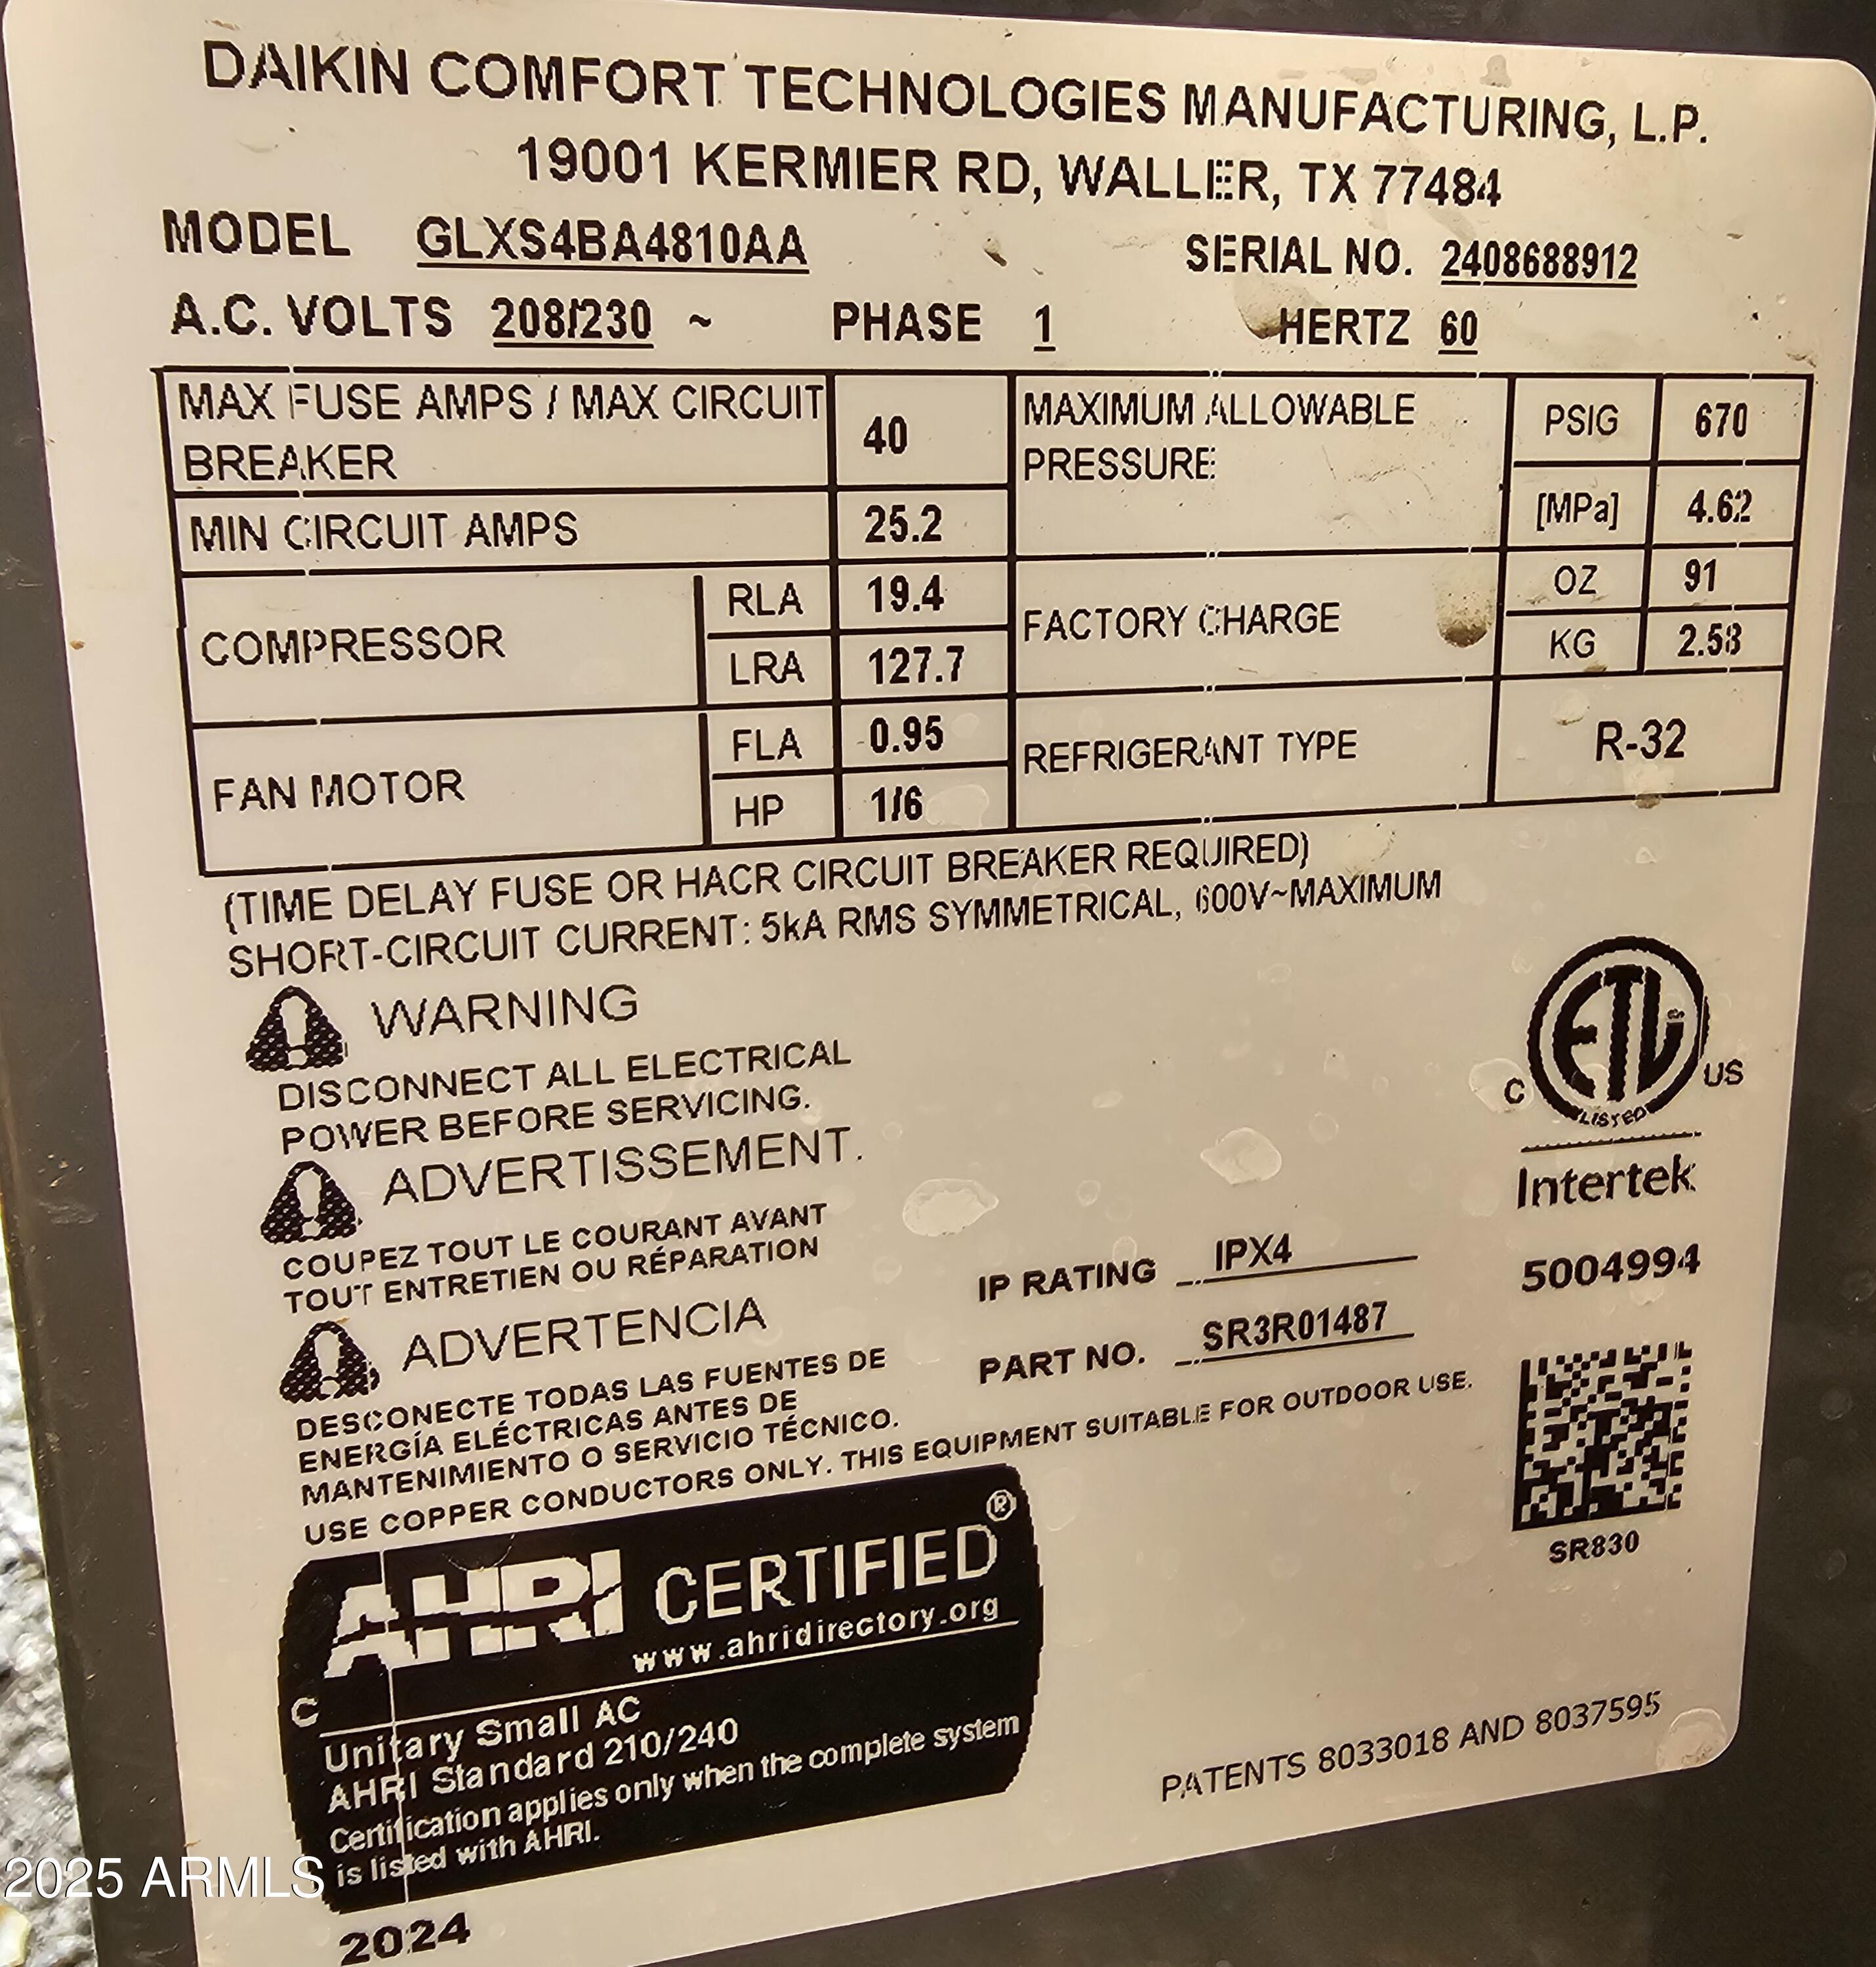 DAIKIN COMFORT TECHNOLOGIES MANUFACTURING, L.P.
19001 KERMIER RD, WALLER, TX 77484
MODEL GLXS4BA4810AA SERIAL NO. 2408688912
A.C. VOLTS 208/230 ~ PHASE 1 HERTZ 60
MAX FUSE AMPS / MAX CIRCUIT
BREAKER
40
MAXIMUM ALLOWABLE
PRESSURE:
PSIG 670
[MPa] 4.62
MIN CIRCUIT AMPS 25.2
COMPRESSOR
RLA 19.4
LRA 127.7
FACTORY CHARGE
OZ 91
KG 2.58
FAN MOTOR
FLA 0.95
HP 1/6
REFRIGERANT TYPE R-32
(TIME DELAY FUSE OR HACR CIRCUIT BREAKER REQUIRED)
SHORT-CIRCUIT CURRENT: 5kA RMS SYMMETRICAL, 600V~MAXIMUM
WARNING
DISCONNECT ALL ELECTRICAL
POWER BEFORE SERVICING.
ADVERTISSEMENT.
COUPEZ TOUT LE COURANT AVANT
TOUT ENTRETIEN OU RÉPARATION
ADVERTENCIA
DESCONECTE TODAS LAS FUENTES DE
ENERGÍA ELÉCTRICAS ANTES DE
MANTENIMIENTO O SERVICIO TÉCNICO.
USE COPPER CONDUCTORS ONLY. THIS EQUIPMENT SUITABLE FOR OUTDOOR USE.
ETL
C US
LISTED
Intertek
5004994
IP RATING IPX4
PART NO. SR3R01487
SR830
AHRI CERTIFIED®
www.ahridirectory.org
C
Unitary Small AC
AHRI Standard 210/240
Certification applies only when the complete system
is listed with AHRI.
PATENTS 8033018 AND 8037595
2024
2025 ARMLS